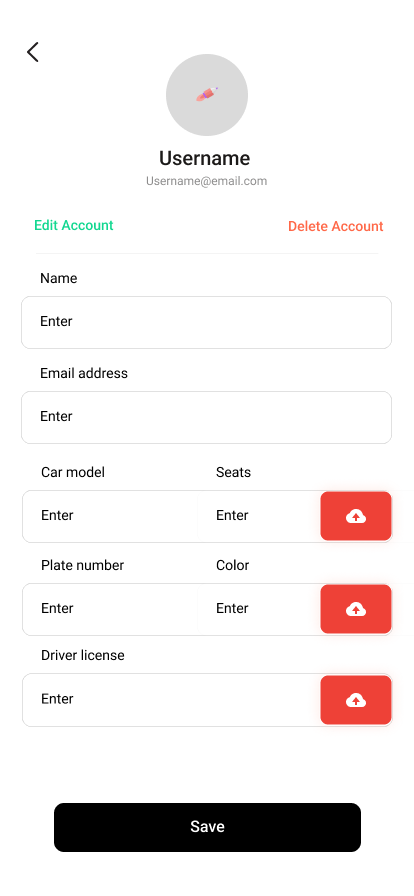 Username
Username@email.com
Edit Account Delete Account
Name
Enter
Email address
Enter
Car model Seats
Enter Enter
Plate number Color
Enter Enter
Driver license
Enter
Save